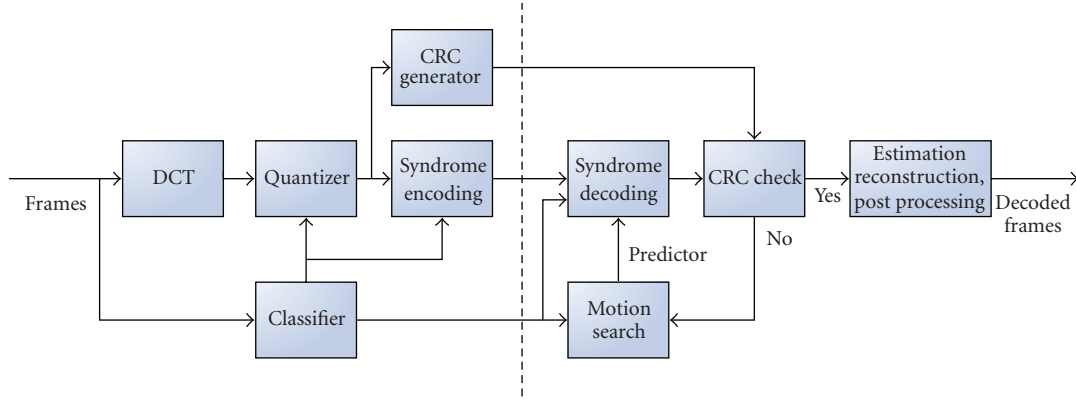 CRC
generator
DCT
Quantizer
Syndrome
encoding
Syndrome
decoding
CRC check
Estimation
reconstruction,
post processing
Frames
Yes
Decoded
frames
No
Predictor
Classifier
Motion
search